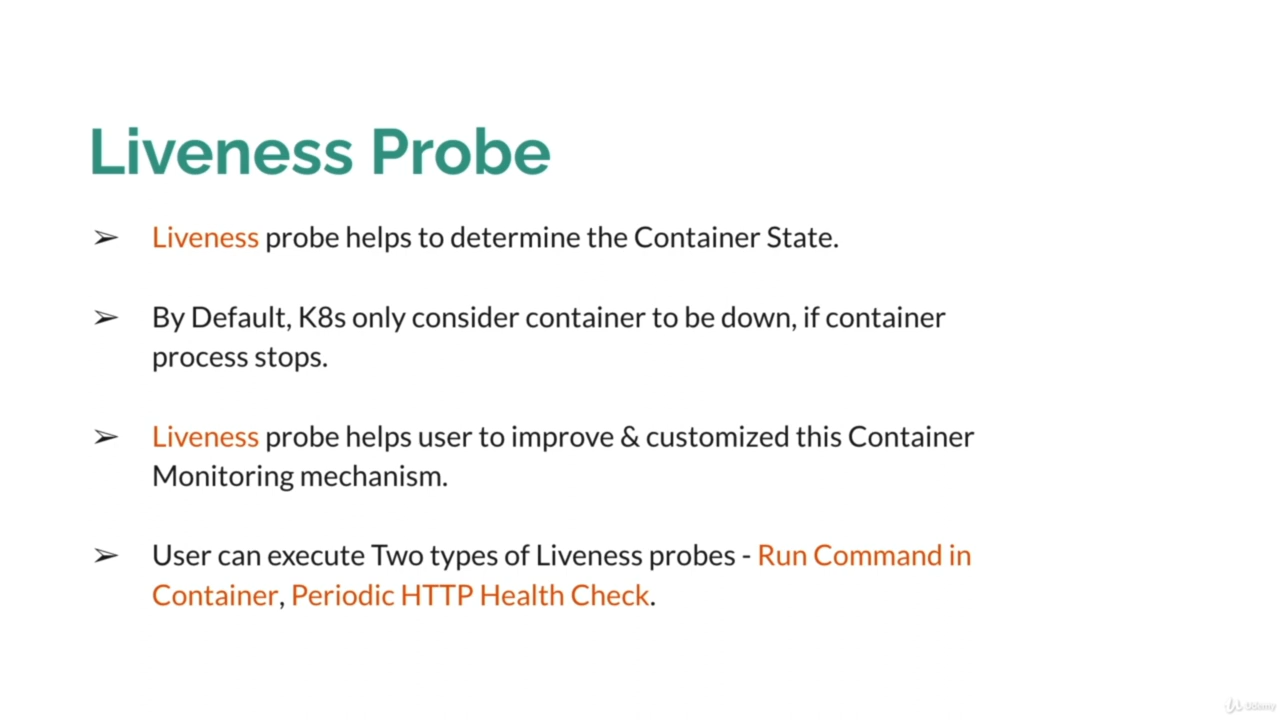 Liveness Probe
➢ Liveness probe helps to determine the Container State.
➢ By Default, K8s only consider container to be down, if container
process stops.
➢ Liveness probe helps user to improve & customized this Container
Monitoring mechanism.
➢ User can execute Two types of Liveness probes - Run Command in
Container, Periodic HTTP Health Check.
Udemy